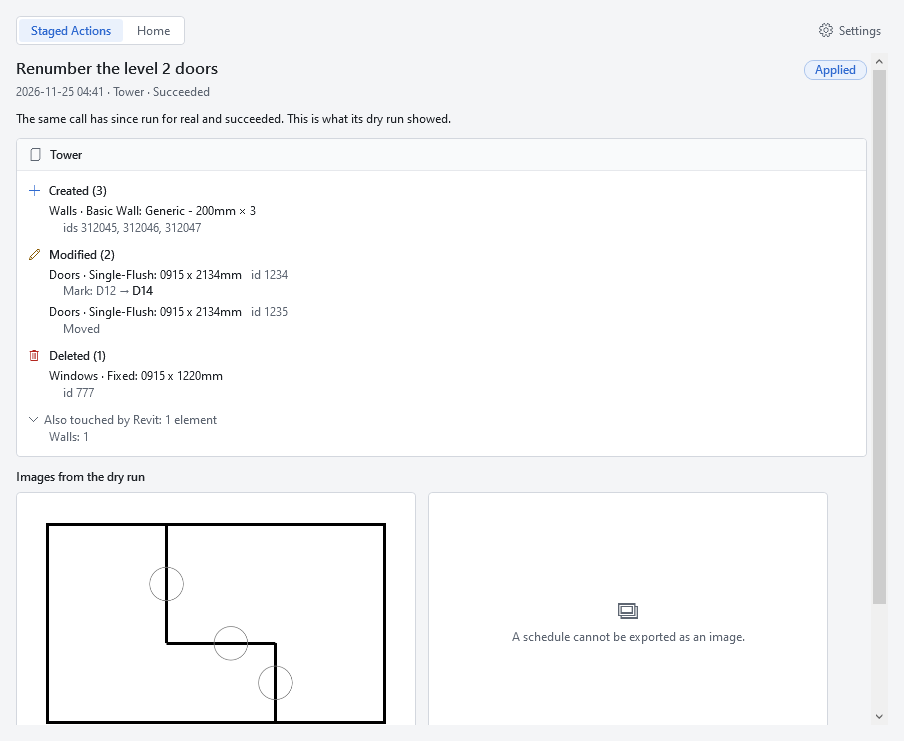 Staged Actions
Home
Settings
Renumber the level 2 doors
Applied
2026-11-25 04:41 · Tower · Succeeded
The same call has since run for real and succeeded. This is what its dry run showed.
Tower
Created (3)
Walls · Basic Wall: Generic - 200mm × 3
ids 312045, 312046, 312047
Modified (2)
Doors · Single-Flush: 0915 x 2134mm id 1234
Mark: D12 → D14
Doors · Single-Flush: 0915 x 2134mm id 1235
Moved
Deleted (1)
Windows · Fixed: 0915 x 1220mm
id 777
Also touched by Revit: 1 element
Walls: 1
Images from the dry run
A schedule cannot be exported as an image.